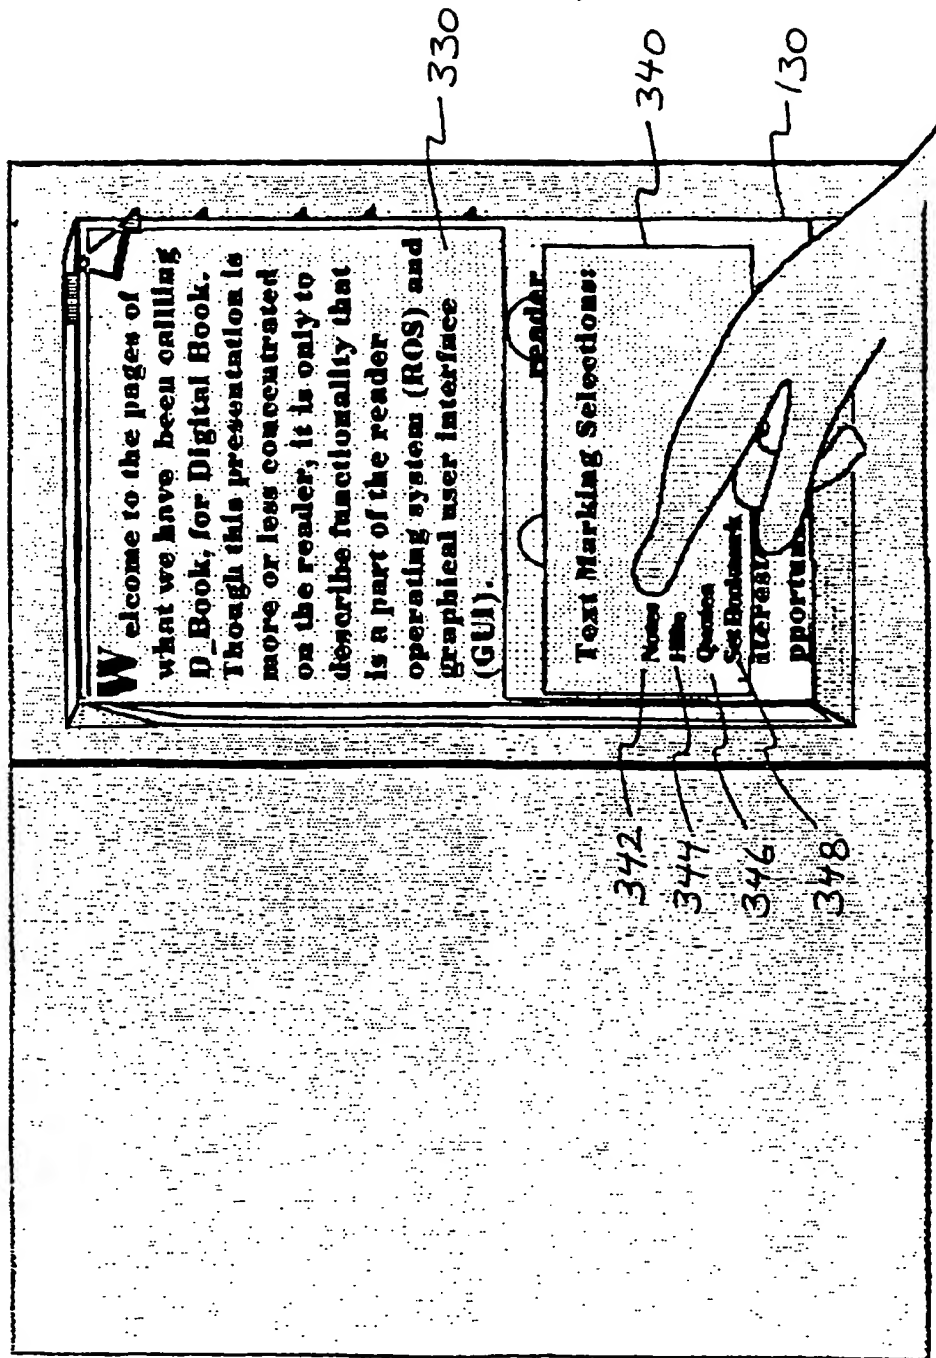 Welcome to the pages of
what we have been callling
D_Book, for Digital Book.
Though this presentation is
more or less concentrated
on the reader, it is only to
describe functionality that
is a part of the reader
operating system (ROS) and
graphical user interface
(GUI).
330
reader
340
Text Marking Selections:
342
Notes
344
Hilite
346
Quotes
348
Set Bookmark
130